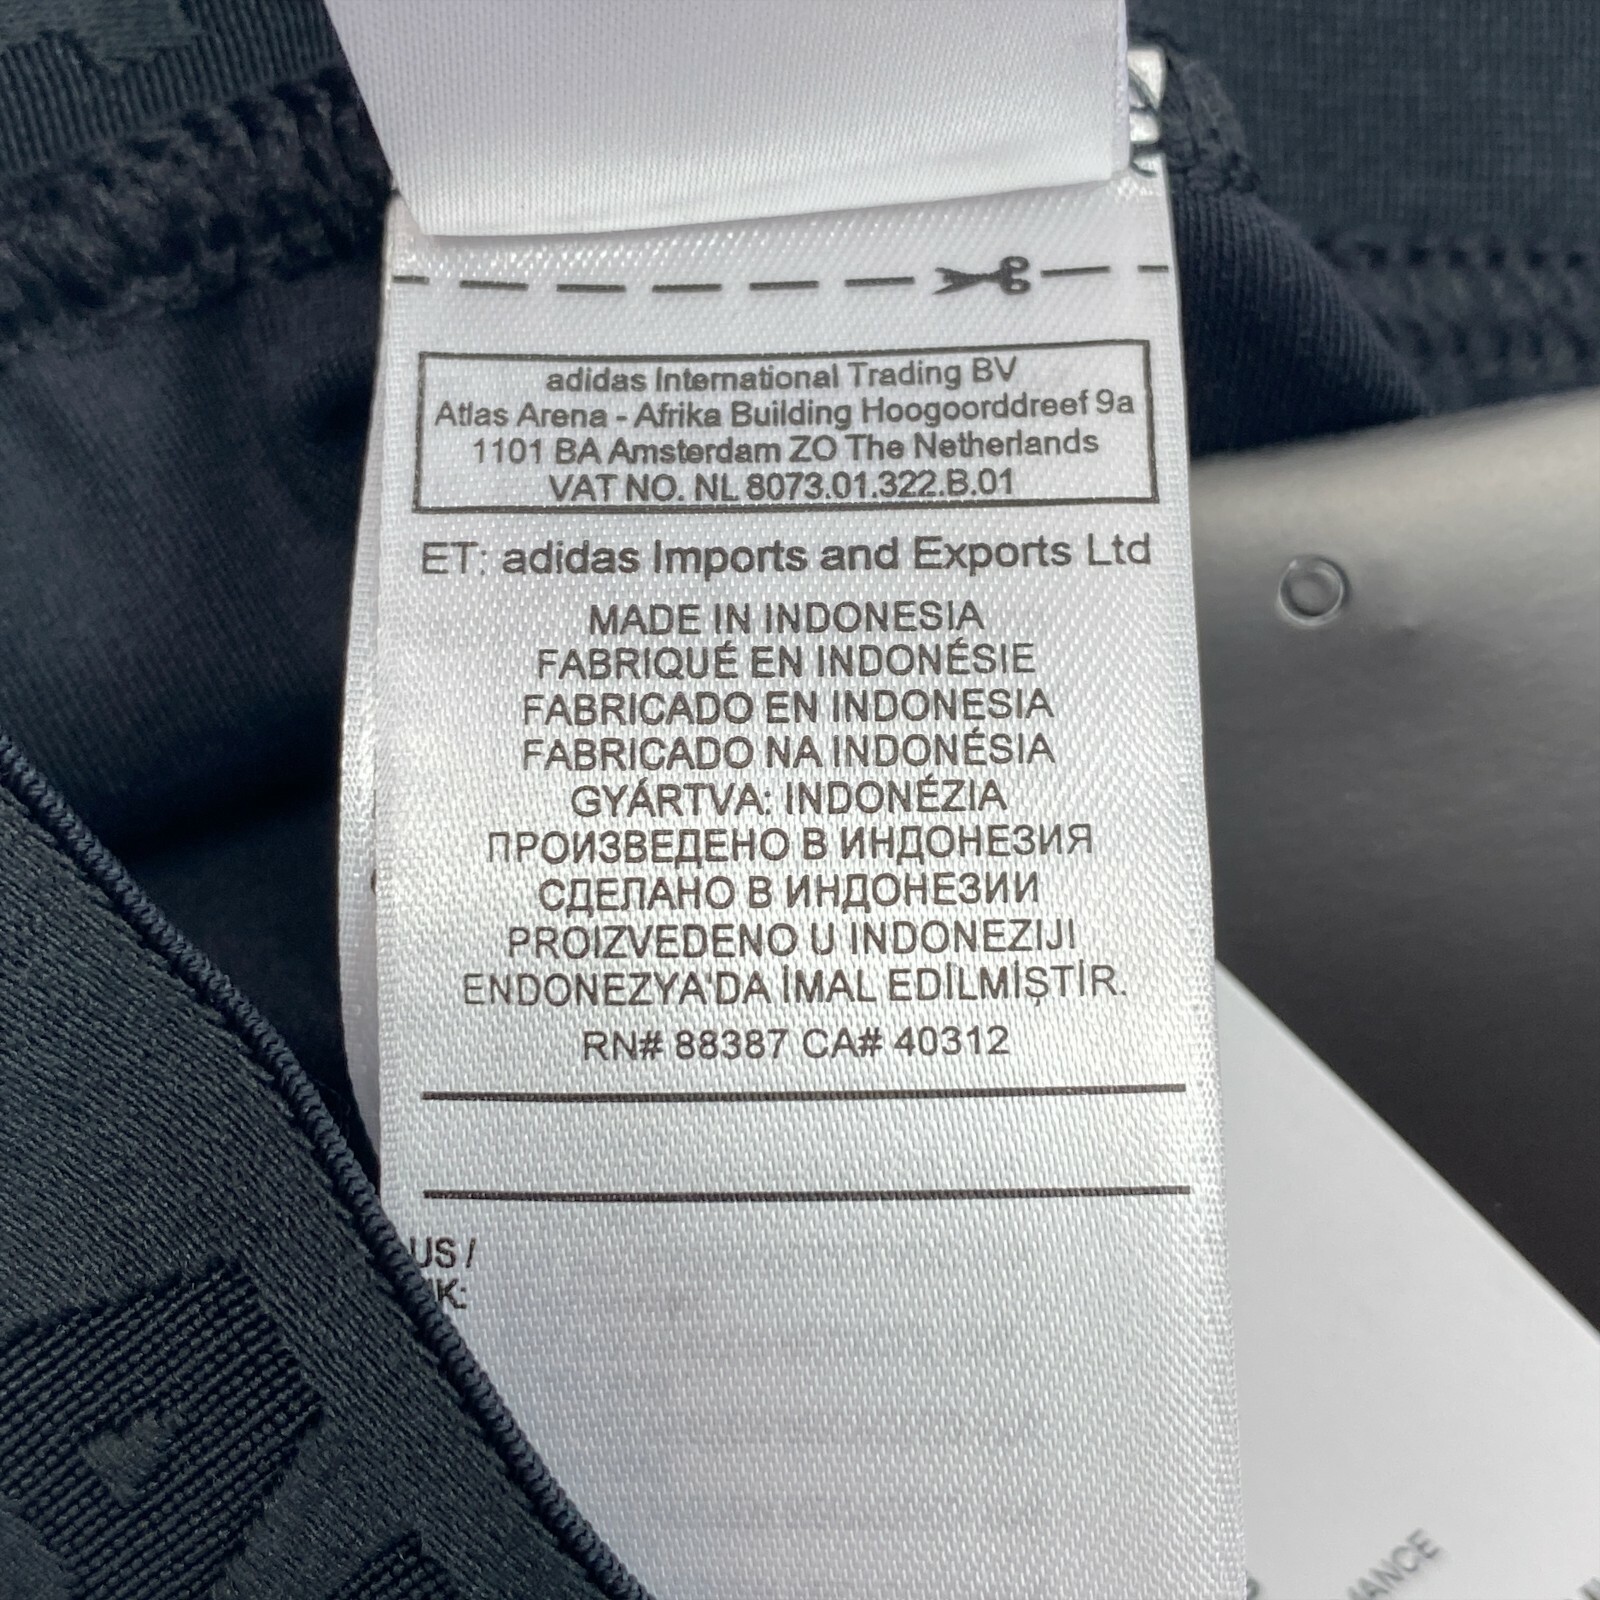 adidas International Trading BV
Atlas Arena - Afrika Building Hoogoorddreef 9a
1101 BA Amsterdam ZO The Netherlands
VAT NO. NL 8073.01.322.B.01
ET: adidas Imports and Exports Ltd
MADE IN INDONESIA
FABRIQUÉ EN INDONÉSIE
FABRICADO EN INDONESIA
FABRICADO NA INDONÉSIA
GYÁRTVA: INDONÉZIA
ПРОИЗВЕДЕНО В ИНДОНЕЗИЯ
СДЕЛАНО В ИНДОНЕЗИИ
PROIZVEDENO U INDONEZIJI
ENDONEZYA'DA İMAL EDİLMİŞTİR.
RN# 88387 CA# 40312
US /